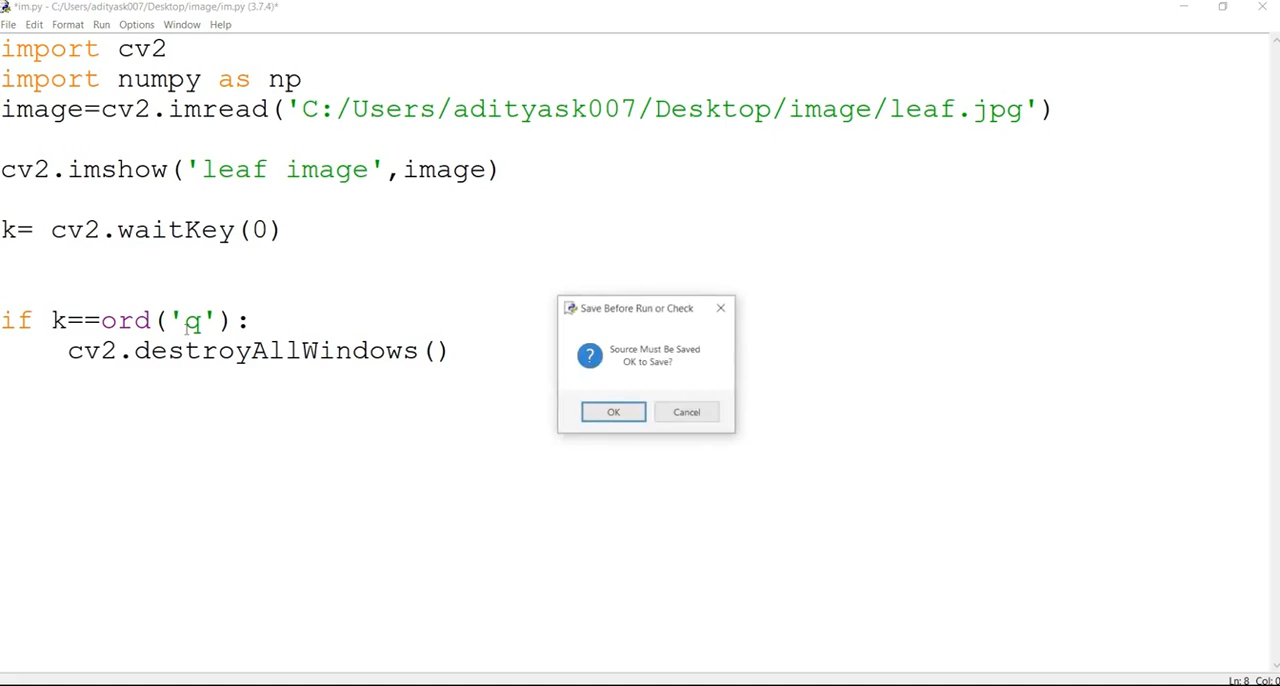 *im.py - C:/Users/adityask007/Desktop/image/im.py (3.7.4)*
File Edit Format Run Options Window Help
import cv2
import numpy as np
image=cv2.imread('C:/Users/adityask007/Desktop/image/leaf.jpg')
cv2.imshow('leaf image',image)
k= cv2.waitKey(0)
if k==ord('q'):
cv2.destroyAllWindows()
Save Before Run or Check
Source Must Be Saved
OK to Save?
OK Cancel
Ln: 8 Col: 0